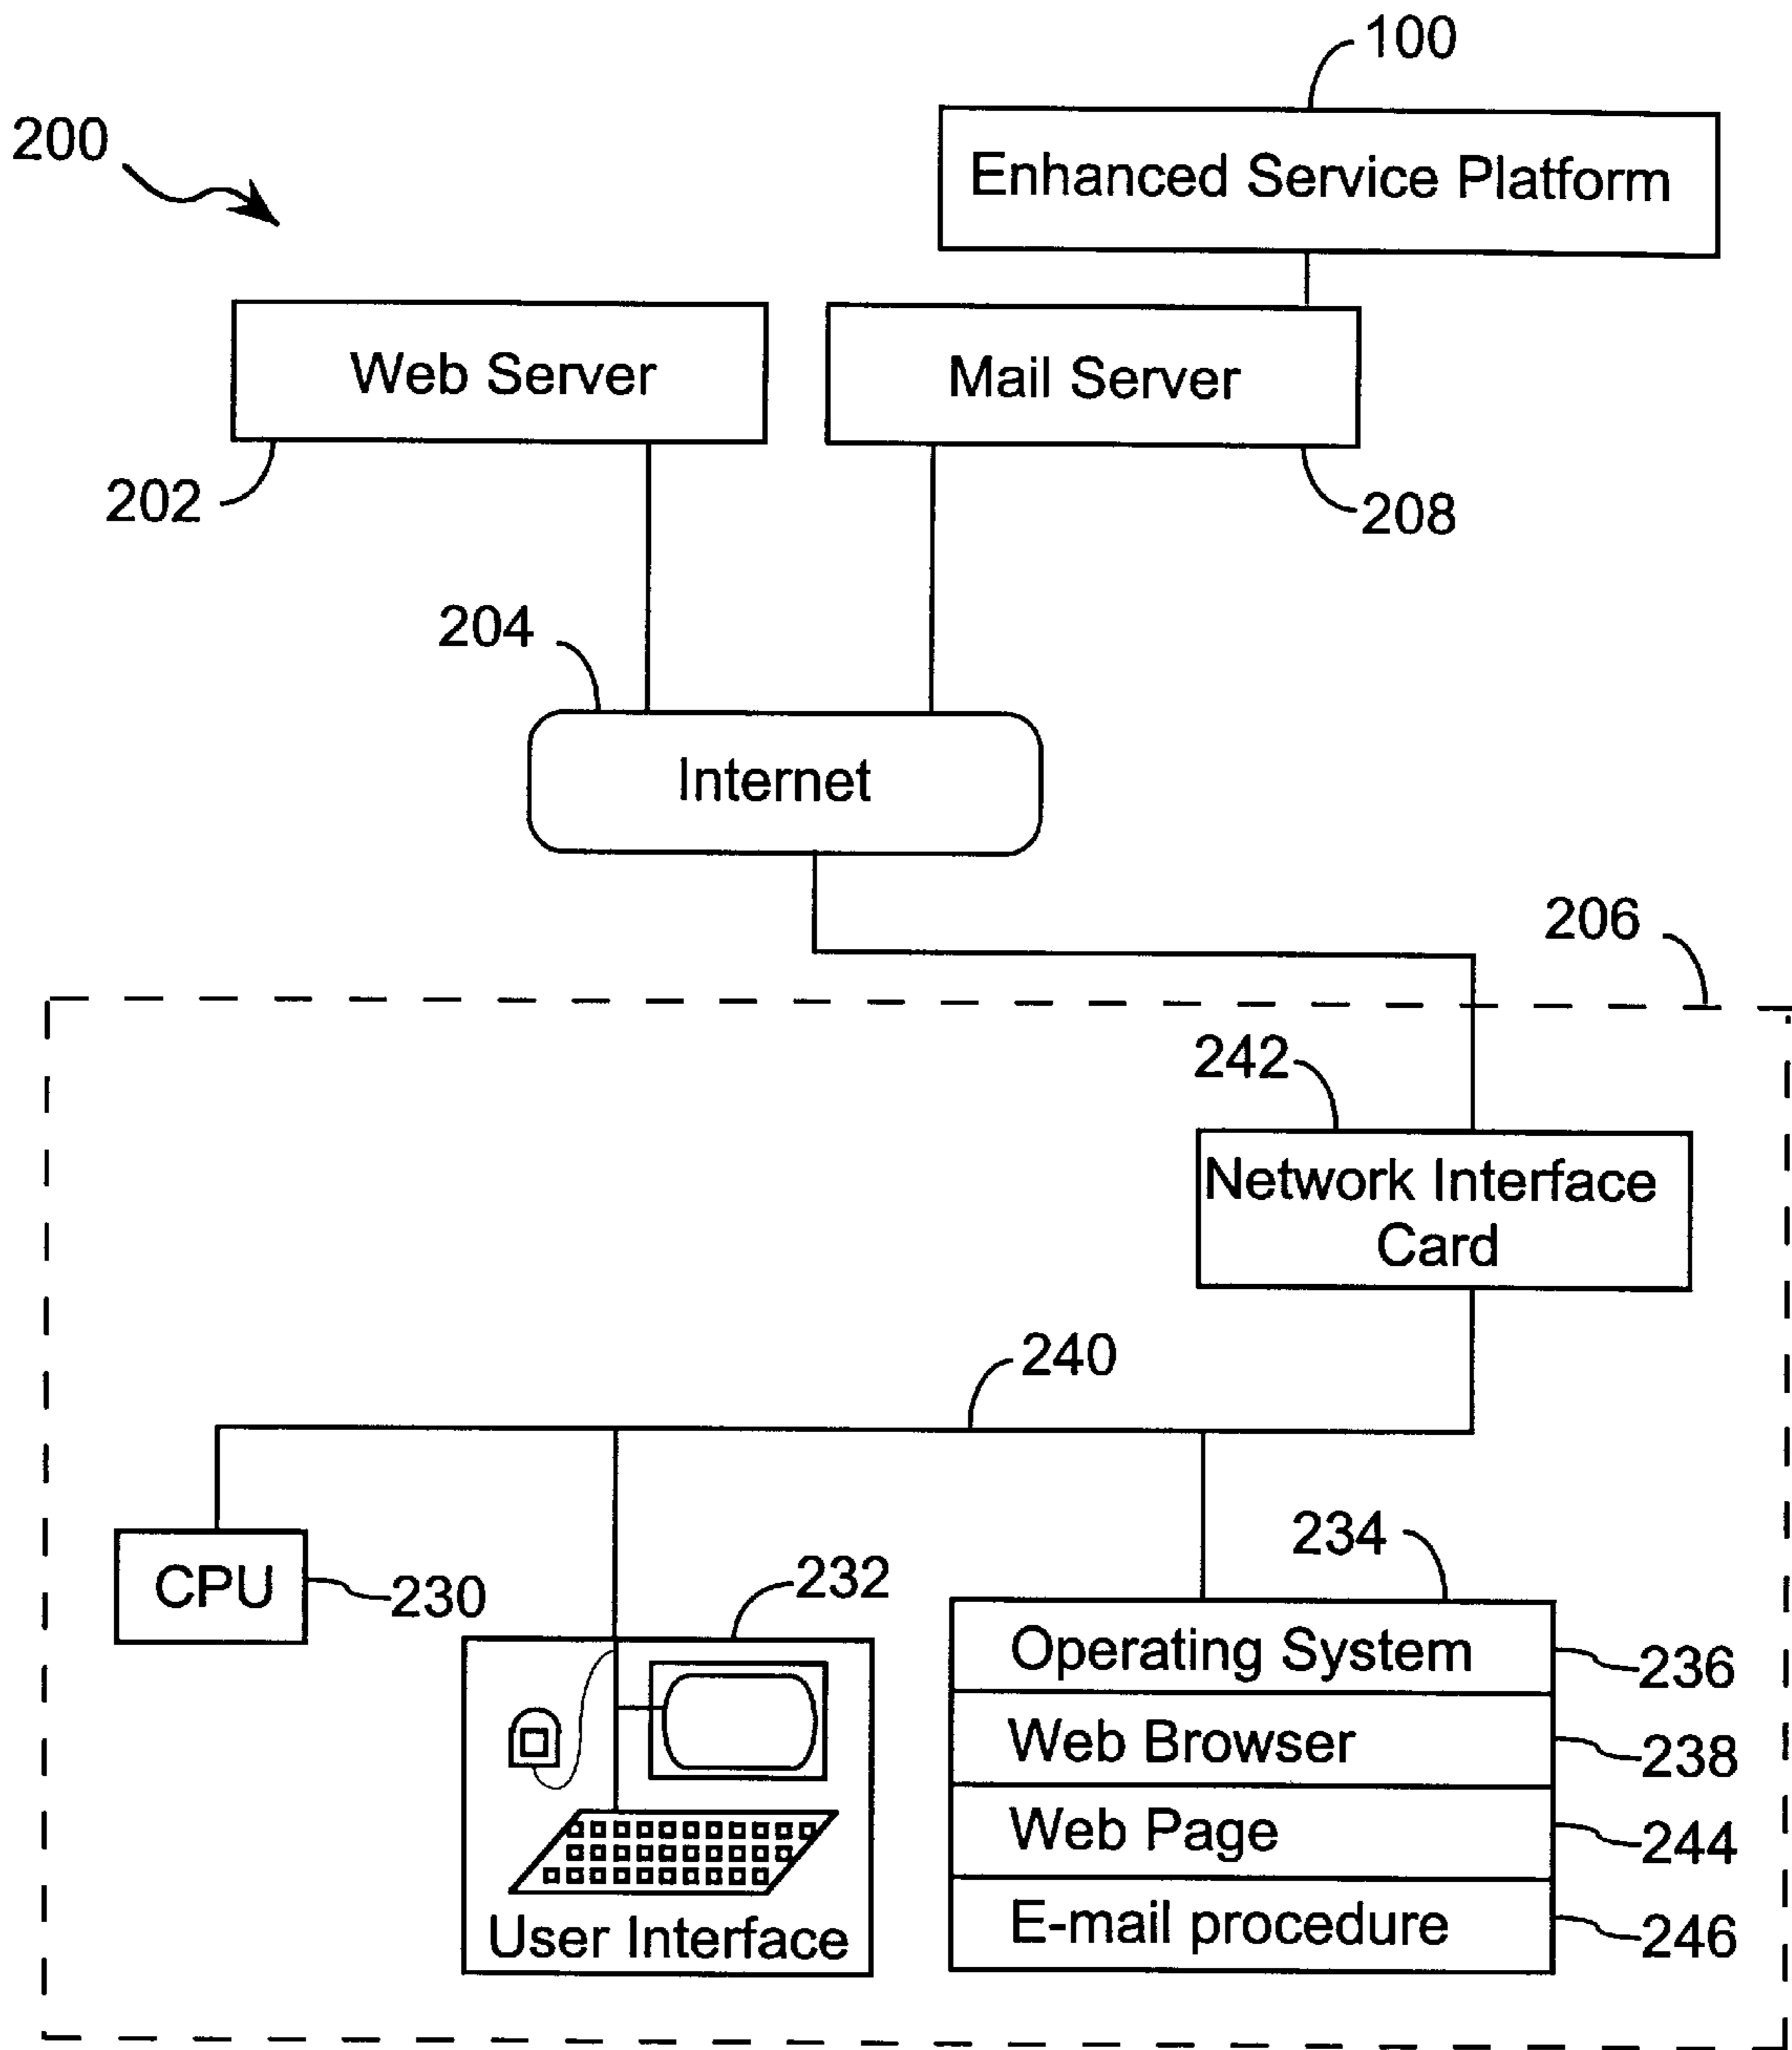 100
200
Enhanced Service Platform
Web Server
Mail Server
202
208
204
Internet
206
242
Network Interface
Card
240
234
CPU
230
232
Operating System
236
Web Browser
238
Web Page
244
E-mail procedure
246
User Interface